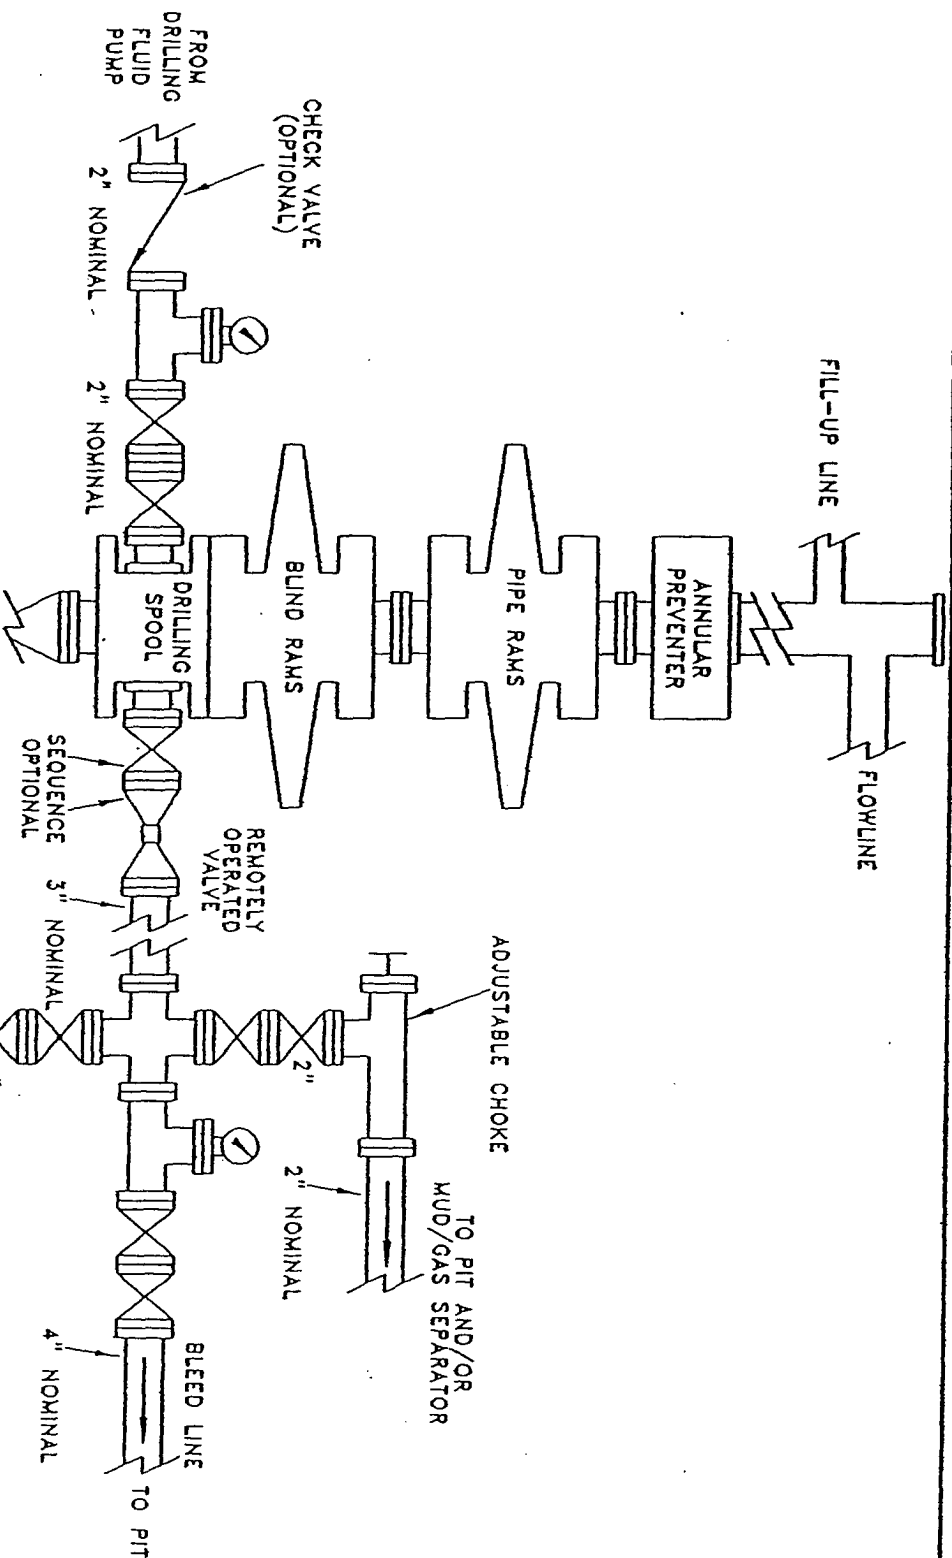 FILL-UP LINE
FLOWLINE
ANNULAR
PREVENTER
PIPE RAMS
BLIND RAMS
DRILLING
SPOOL
FROM
DRILLING
FLUID
PUMP
CHECK VALVE
(OPTIONAL)
2" NOMINAL
2" NOMINAL
SEQUENCE
OPTIONAL
REMOTELY
OPERATED
VALVE
3" NOMINAL
ADJUSTABLE CHOKE
2"
2" NOMINAL
TO PIT AND/OR
MUD/GAS SEPARATOR
BLEED LINE
4" NOMINAL
TO PIT